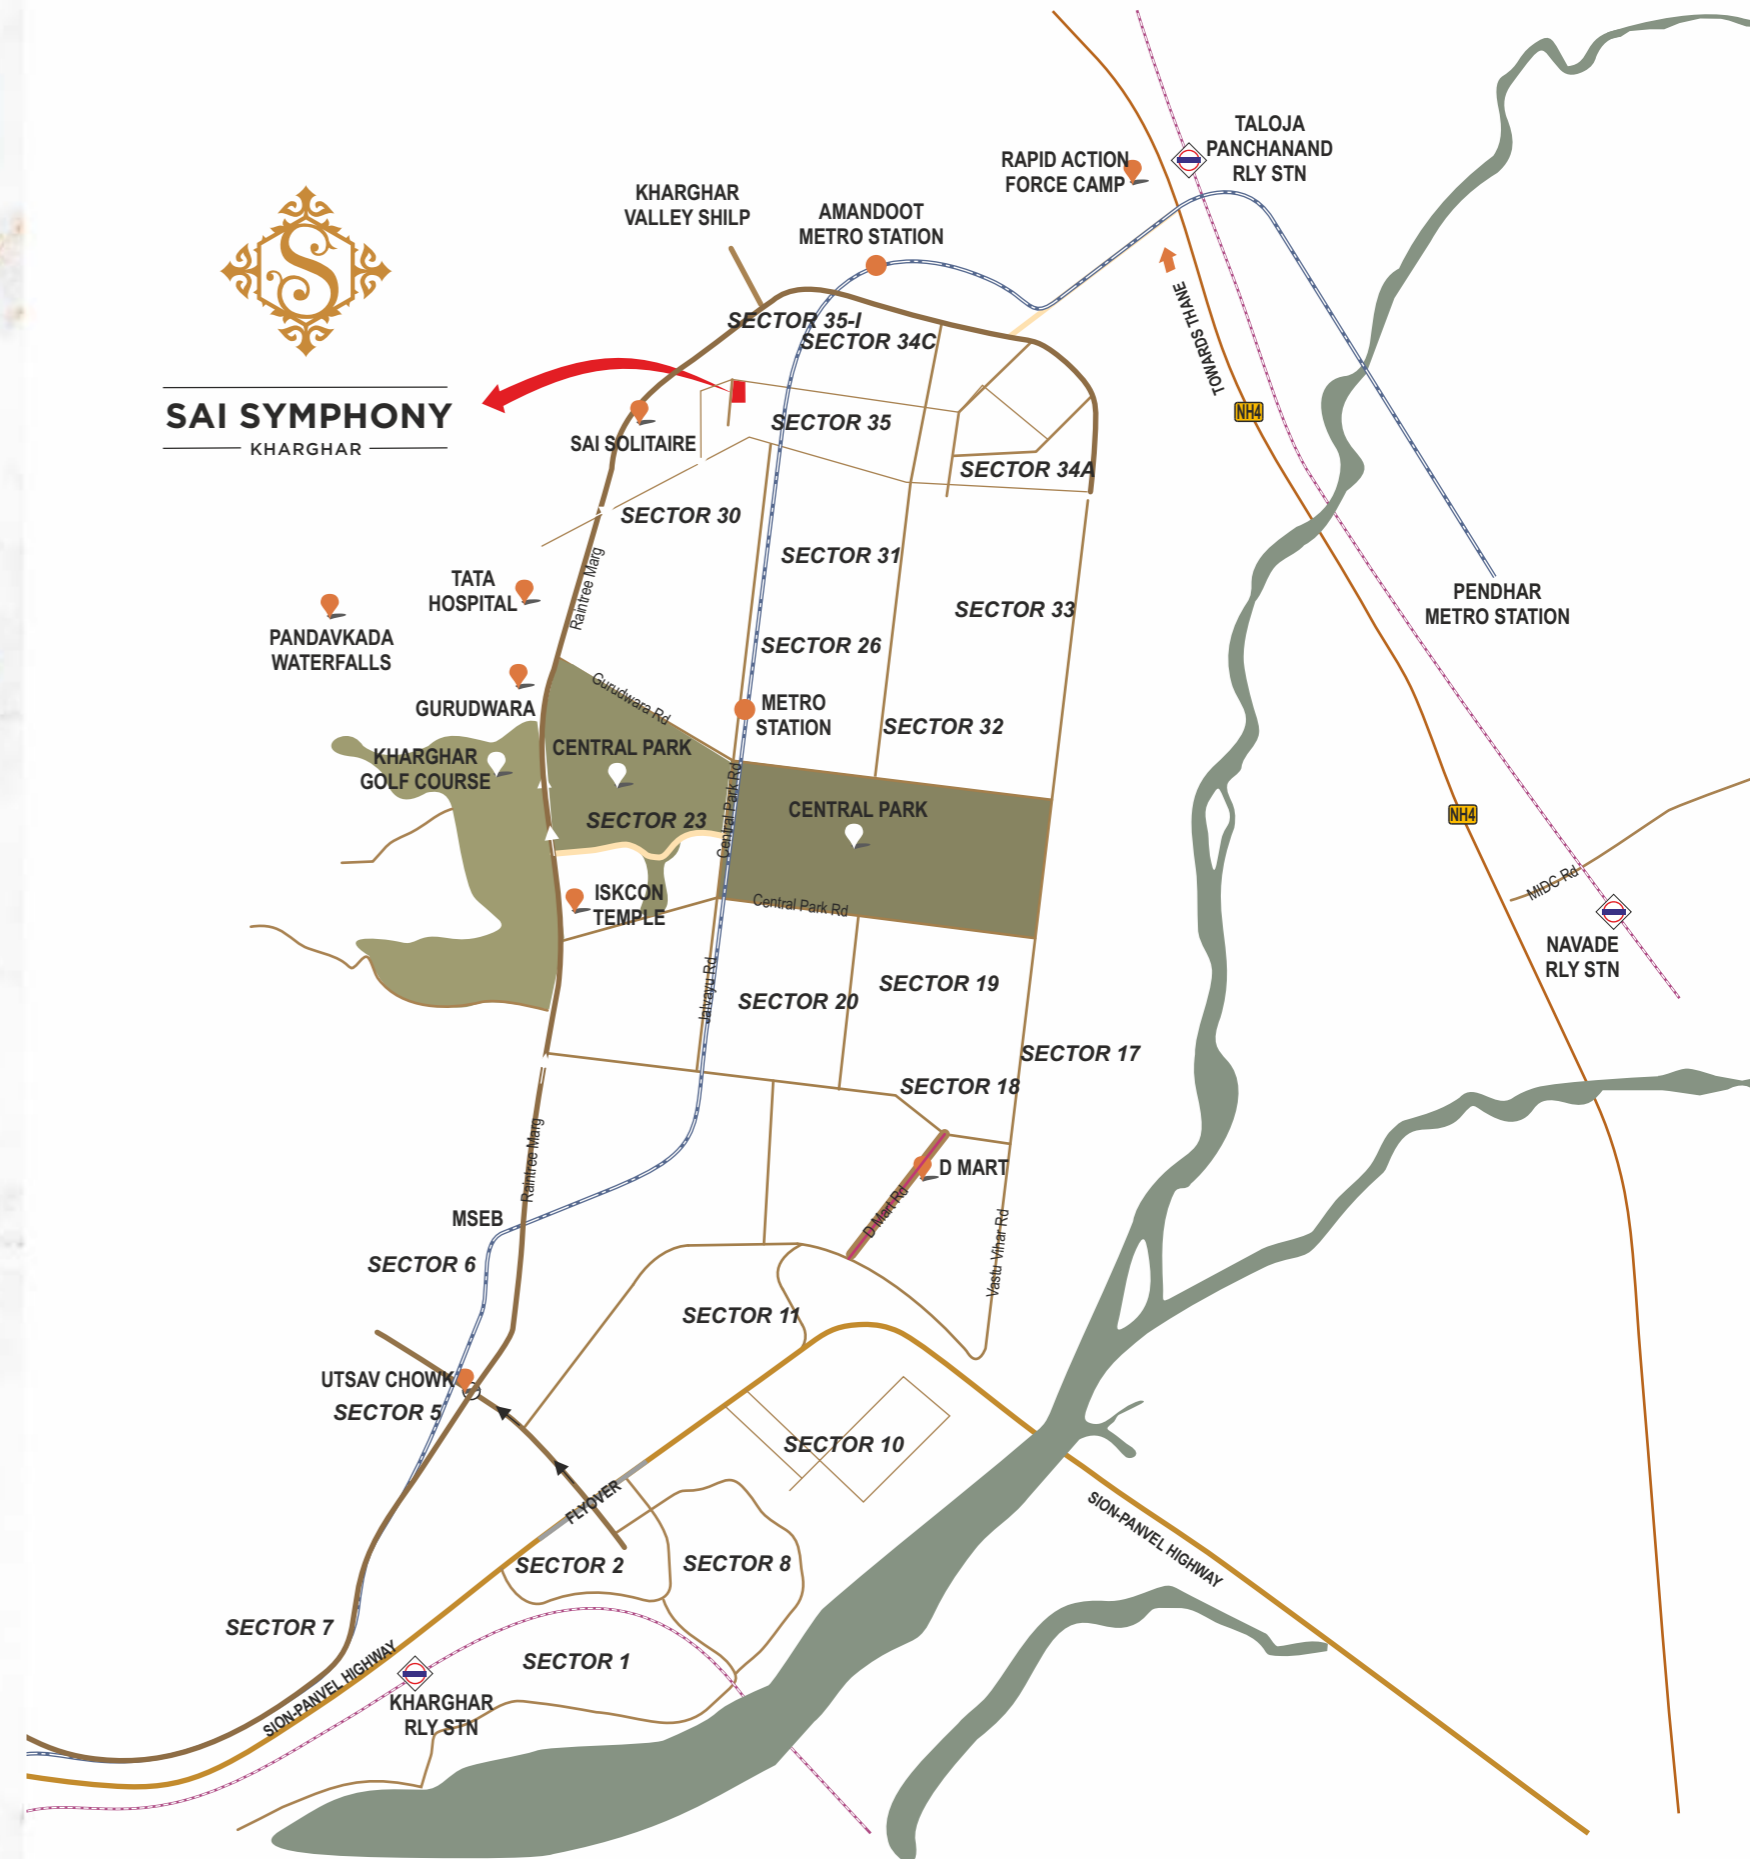 TALOJA
PANCHANAND
RLY STN
RAPID ACTION
FORCE CAMP
KHARGHAR
VALLEY SHILP
AMANDOOT
METRO STATION
TOWARDS THANE
S
SAI SYMPHONY
KHARGHAR
SECTOR 35-I
SECTOR 34C
NH4
SAI SOLITAIRE
SECTOR 35
SECTOR 34A
SECTOR 30
SECTOR 31
Raintree Marg
TATA
HOSPITAL
PANDAVKADA
WATERFALLS
SECTOR 33
PENDHAR
METRO STATION
SECTOR 26
GURUDWARA
Gurudwara Rd
METRO
STATION
SECTOR 32
KHARGHAR
GOLF COURSE
CENTRAL PARK
SECTOR 23
Central Park Rd
CENTRAL PARK
NH4
MIDC Rd
ISKCON
TEMPLE
Central Park Rd
NAVADE
RLY STN
Jalvayu Rd
SECTOR 20
SECTOR 19
SECTOR 17
SECTOR 18
Raintree Marg
D MART
D Mart Rd
Vastu Vihar Rd
MSEB
SECTOR 6
SECTOR 11
UTSAV CHOWK
SECTOR 5
SECTOR 10
FLYOVER
SION-PANVEL HIGHWAY
SECTOR 2
SECTOR 8
SECTOR 7
SION-PANVEL HIGHWAY
SECTOR 1
KHARGHAR
RLY STN